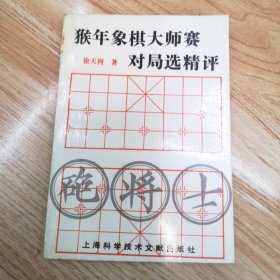 猴年象棋大师赛
对局选精评
徐天利 著
砲 将 士
上海科学技术文献出版社